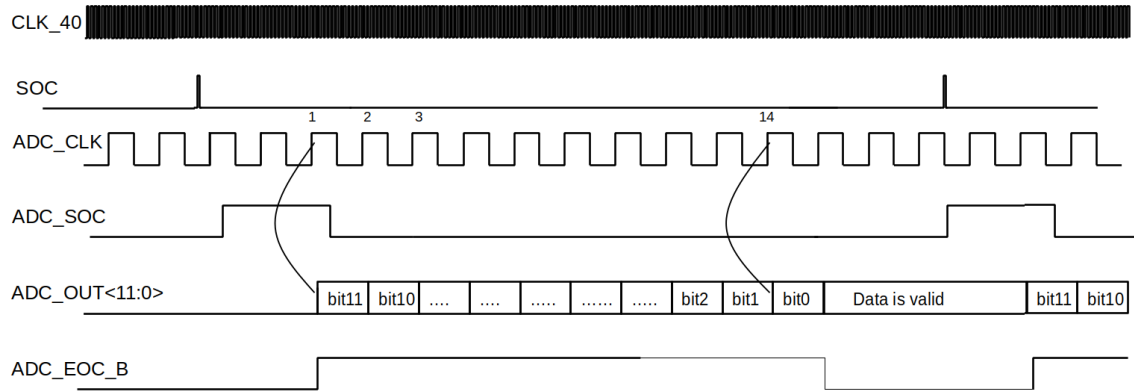 CLK_40
SOC
1 2 3 14
ADC_CLK
ADC_SOC
ADC_OUT<11:0> bit11 bit10 .... .... ..... ...... ..... bit2 bit1 bit0 Data is valid bit11 bit10
ADC_EOC_B